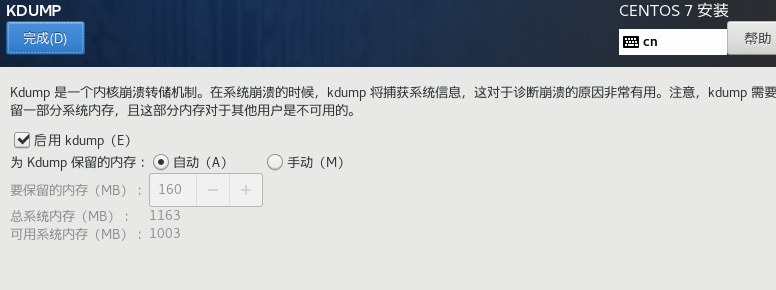 KDUMP
CENTOS 7 安装
完成(D)
cn
帮助
Kdump 是一个内核崩溃转储机制。在系统崩溃的时候，kdump 将捕获系统信息，这对于诊断崩溃的原因非常有用。注意，kdump 需要
留一部分系统内存，且这部分内存对于其他用户是不可用的。
启用 kdump（E）
为 Kdump 保留的内存：
自动（A）
手动（M）
要保留的内存（MB）：
160
－
+
总系统内存（MB）：
1163
可用系统内存（MB）：
1003